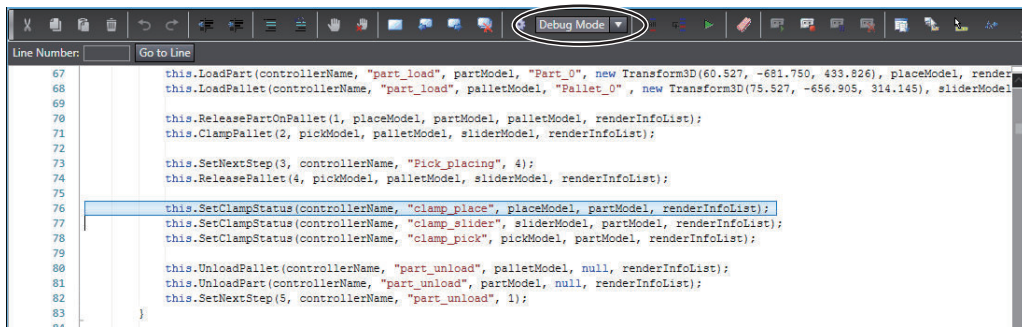 Debug Mode
Line Number: Go to Line
67 this.LoadPart(controllerName, "part_load", partModel, "Part_0", new Transform3D(60.527, -681.750, 433.826), placeModel, render
68 this.LoadPallet(controllerName, "part_load", palletModel, "Pallet_0" , new Transform3D(75.527, -656.905, 314.145), sliderModel
69
70 this.ReleasePartOnPallet(1, placeModel, partModel, palletModel, renderInfoList);
71 this.ClampPallet(2, pickModel, palletModel, sliderModel, renderInfoList);
72
73 this.SetNextStep(3, controllerName, "Pick_placing", 4);
74 this.ReleasePallet(4, pickModel, palletModel, sliderModel, renderInfoList);
75
76 this.SetClampStatus(controllerName, "clamp_place", placeModel, partModel, renderInfoList);
77 this.SetClampStatus(controllerName, "clamp_slider", sliderModel, partModel, renderInfoList);
78 this.SetClampStatus(controllerName, "clamp_pick", pickModel, partModel, renderInfoList);
79
80 this.UnloadPallet(controllerName, "part_unload", palletModel, null, renderInfoList);
81 this.UnloadPart(controllerName, "part_unload", partModel, null, renderInfoList);
82 this.SetNextStep(5, controllerName, "part_unload", 1);
83 }